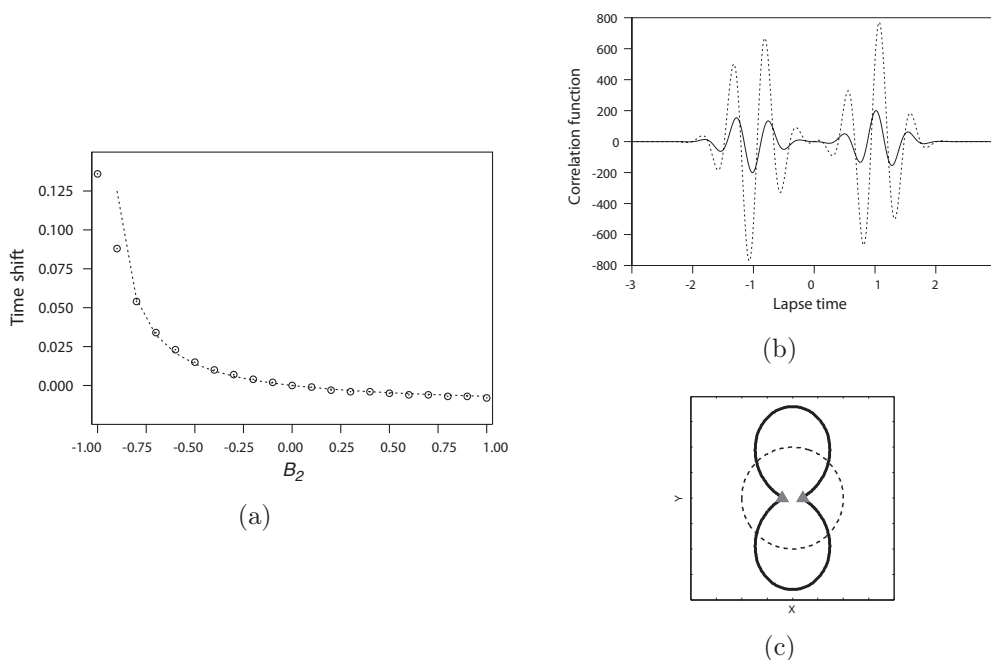 0.125
0.100
0.075
0.050
0.025
0.000
Time shift
-1.00 -0.75 -0.50 -0.25 0.00 0.25 0.50 0.75 1.00
B2
(a)
800
600
400
200
0
-200
-400
-600
-800
Correlation function
-3 -2 -1 0 1 2
Lapse time
(b)
Y
X
(c)